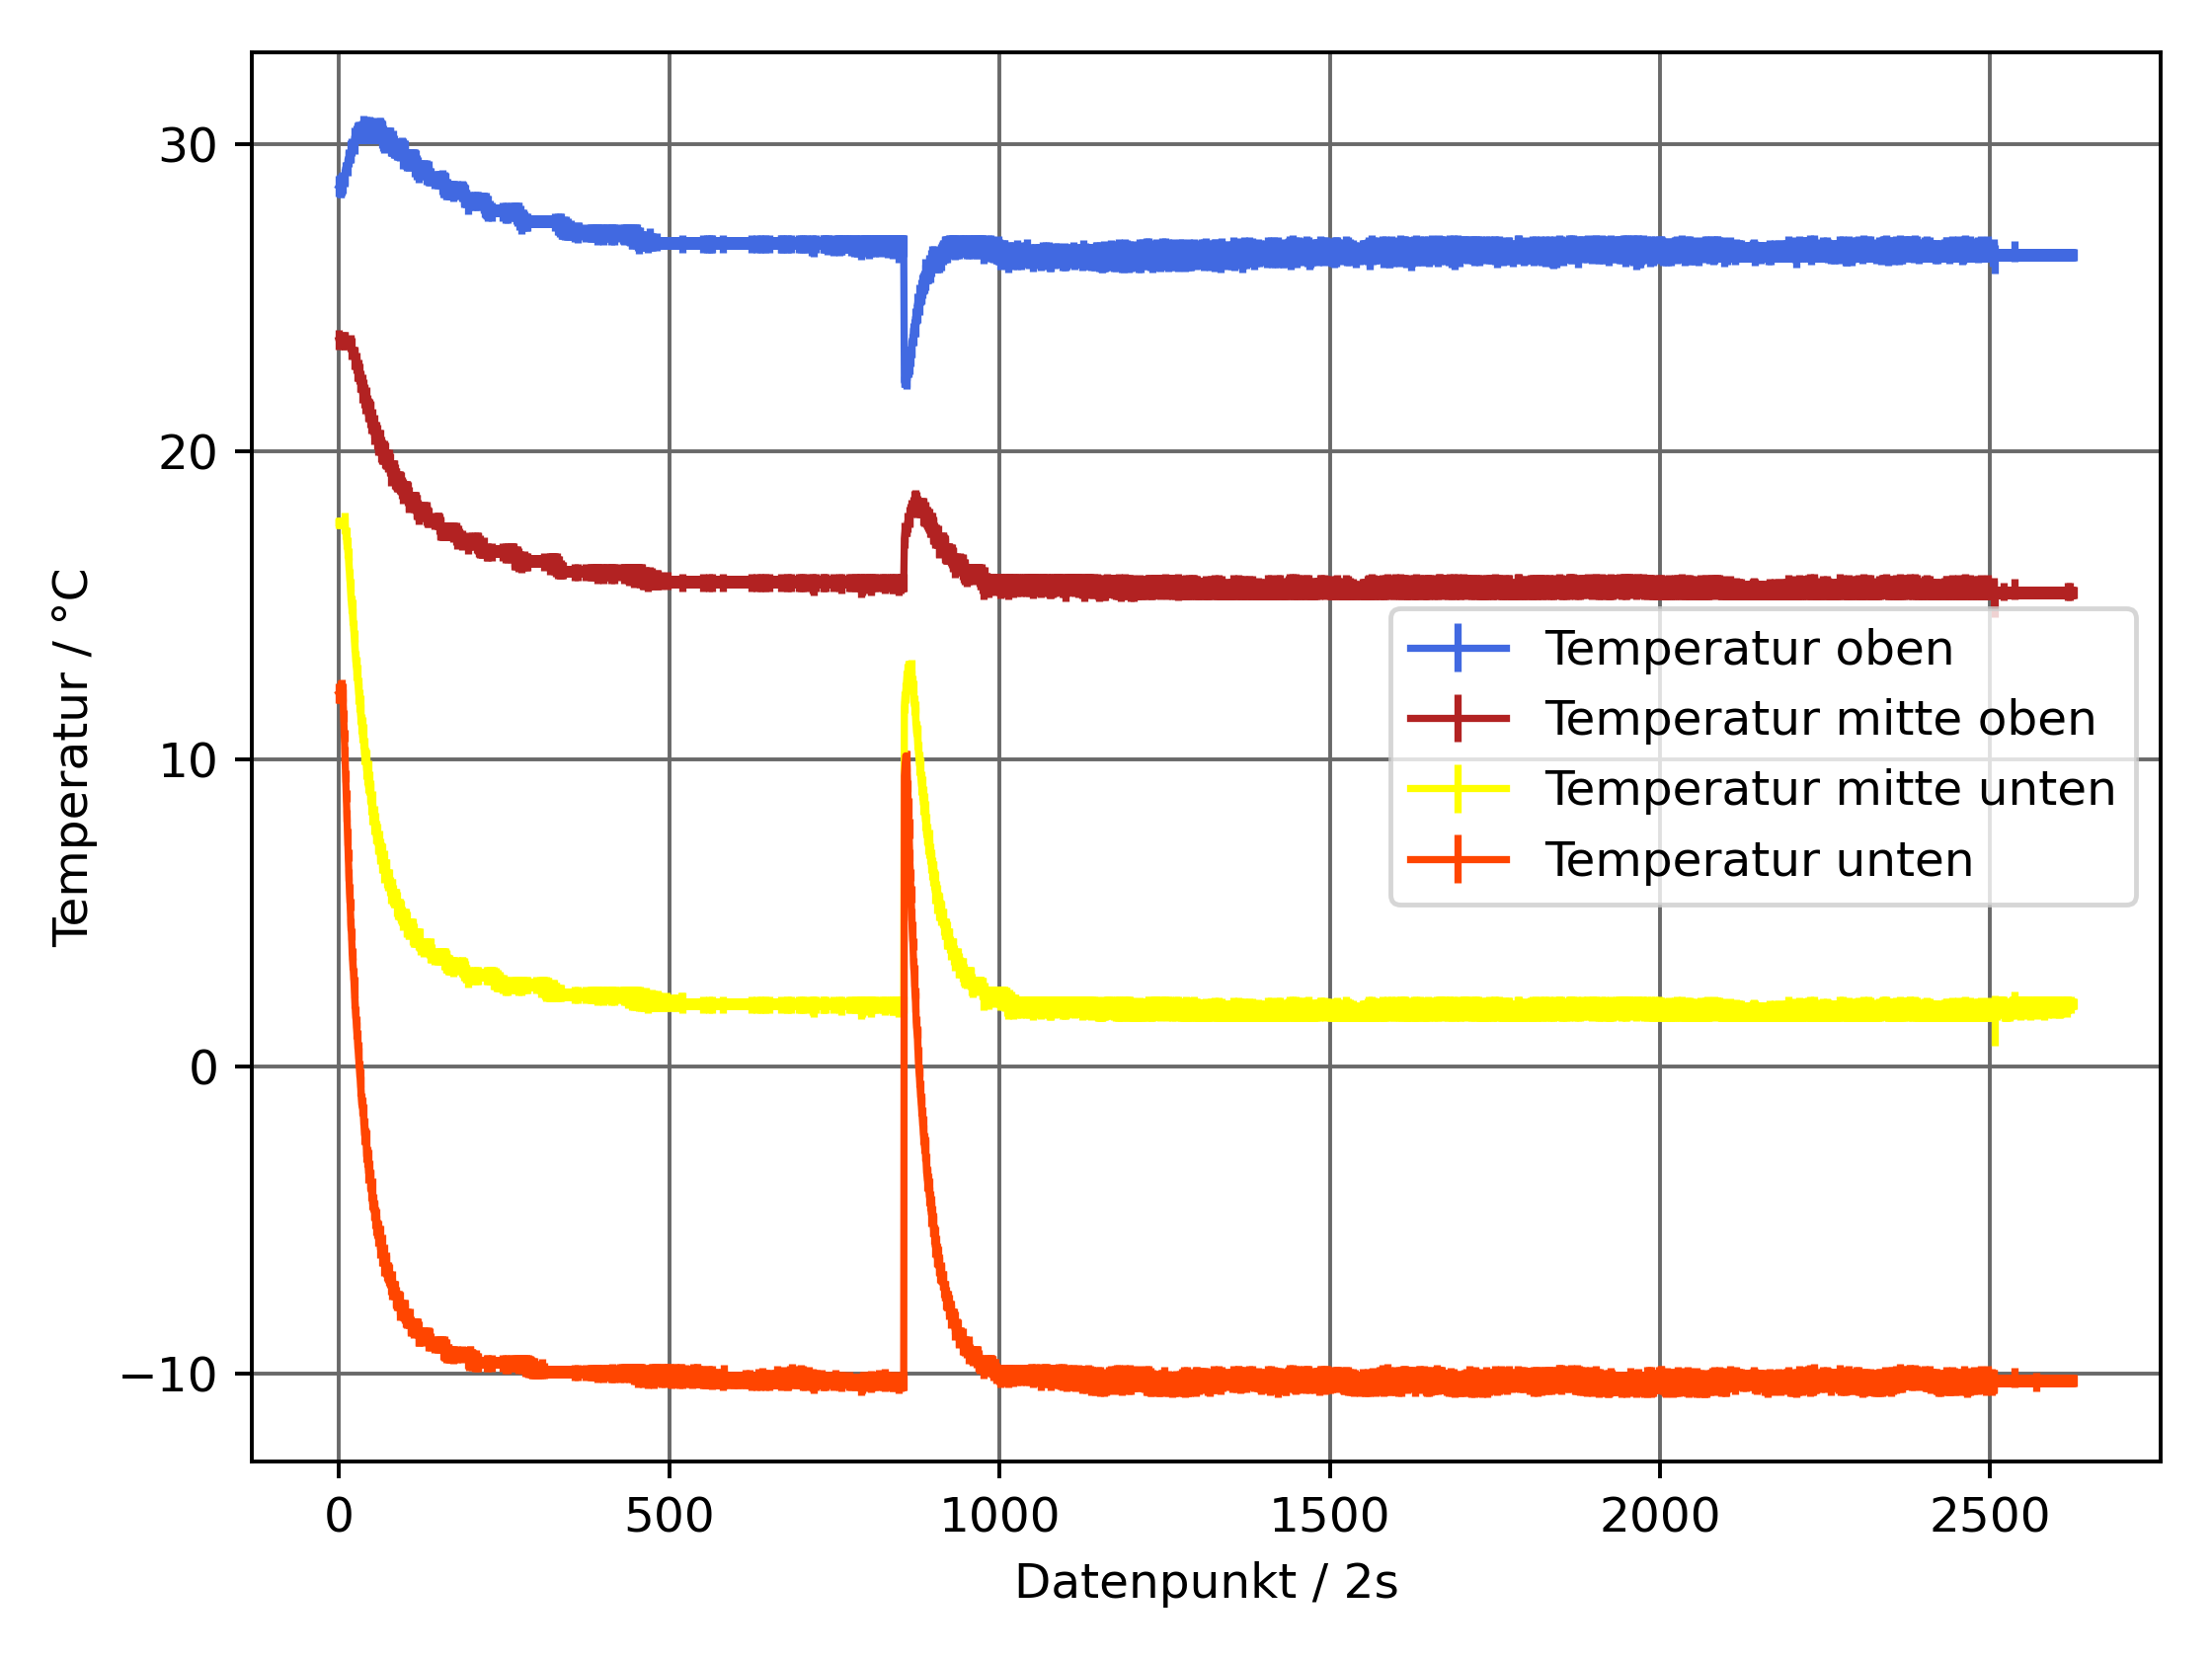 30
20
10
0
−10
Temperatur / °C
Temperatur oben
Temperatur mitte oben
Temperatur mitte unten
Temperatur unten
0 500 1000 1500 2000 2500
Datenpunkt / 2s